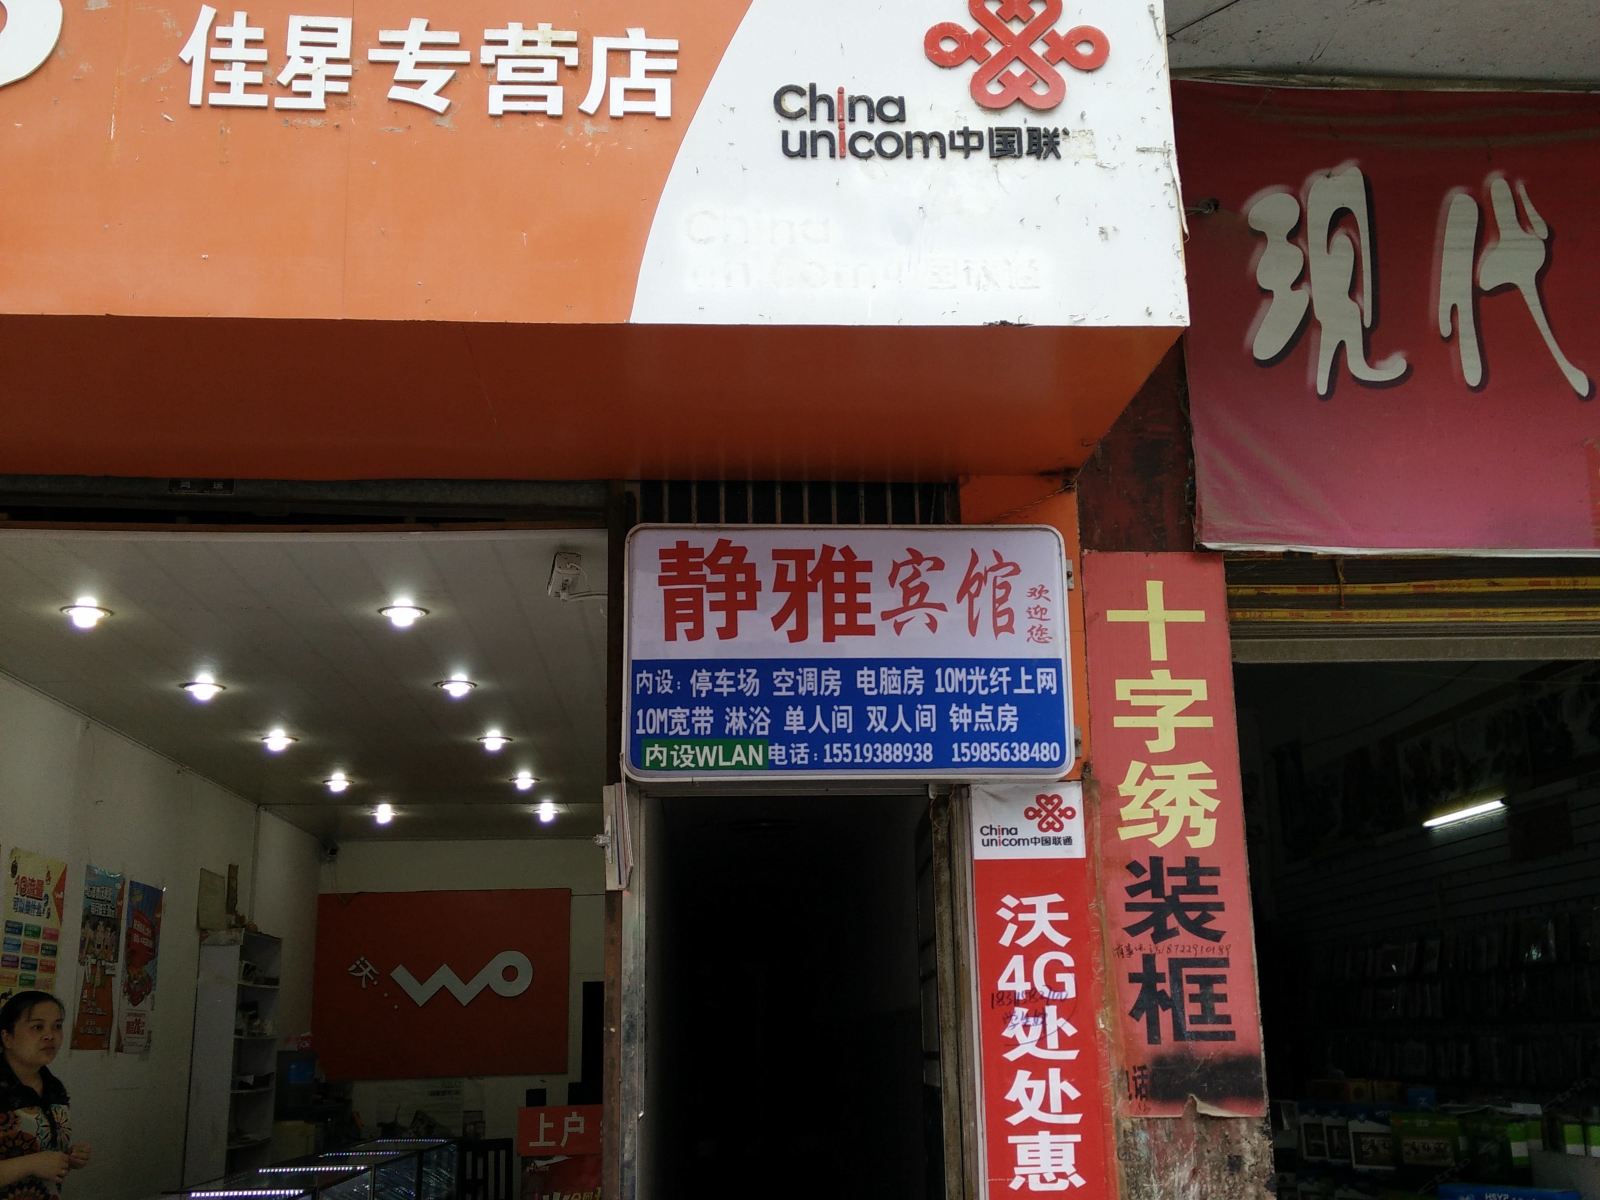 佳星专营店
China
unicom中国联
现代
静雅宾馆
欢迎您
内设：停车场 空调房 电脑房 10M光纤上网
10M宽带 淋浴 单人间 双人间 钟点房
内设WLAN 电话：15519388938 15985638480
China
unicom中国联通
沃4G处处惠
十字绣装框
沃
wo
上户